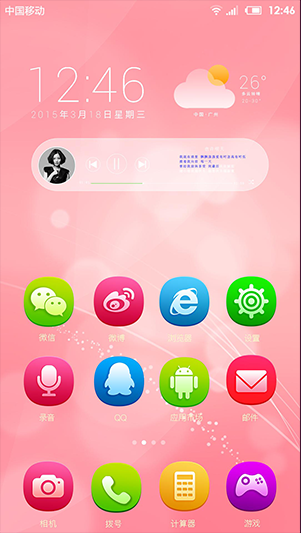 中国移动 12:46
12:46
2015年3月18日星期三
26°
中国·广州
微信 微博 浏览器 设置
录音 QQ 应用市场 邮件
相机 拨号 计算器 游戏